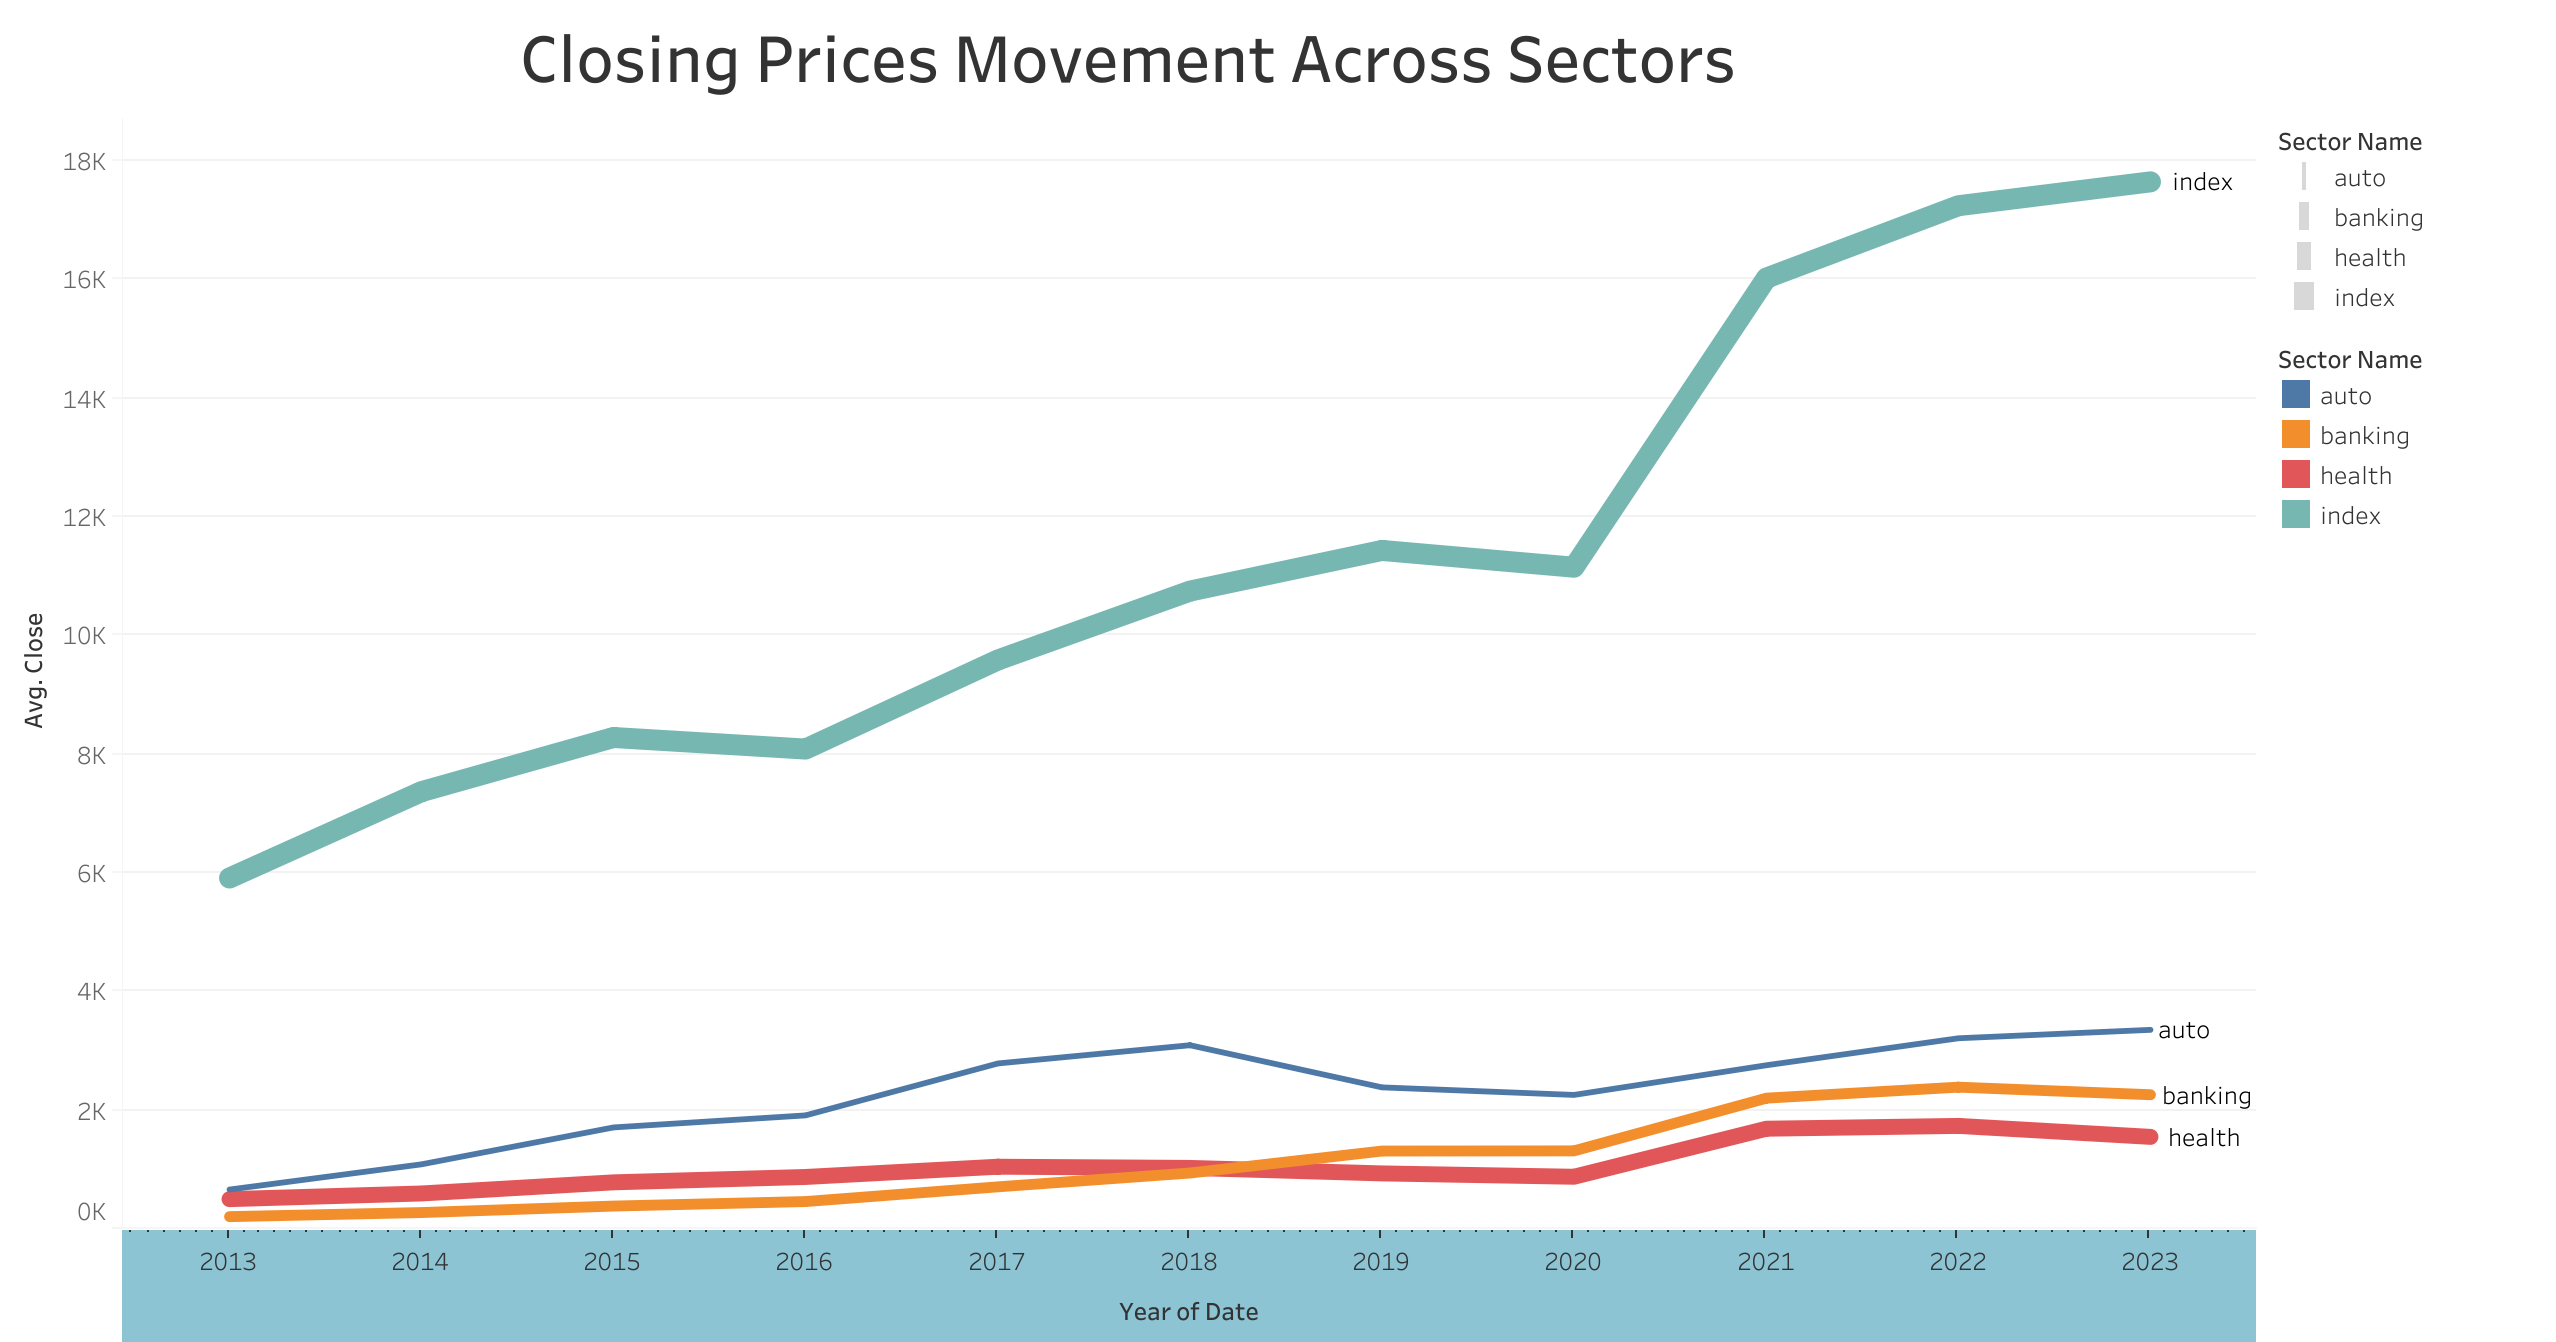 Closing Prices Movement Across Sectors
18K
16K
14K
12K
10K
8K
6K
4K
2K
0K
Avg. Close
index
auto
banking
health
2013 2014 2015 2016 2017 2018 2019 2020 2021 2022 2023
Year of Date
Sector Name
auto
banking
health
index
Sector Name
auto
banking
health
index